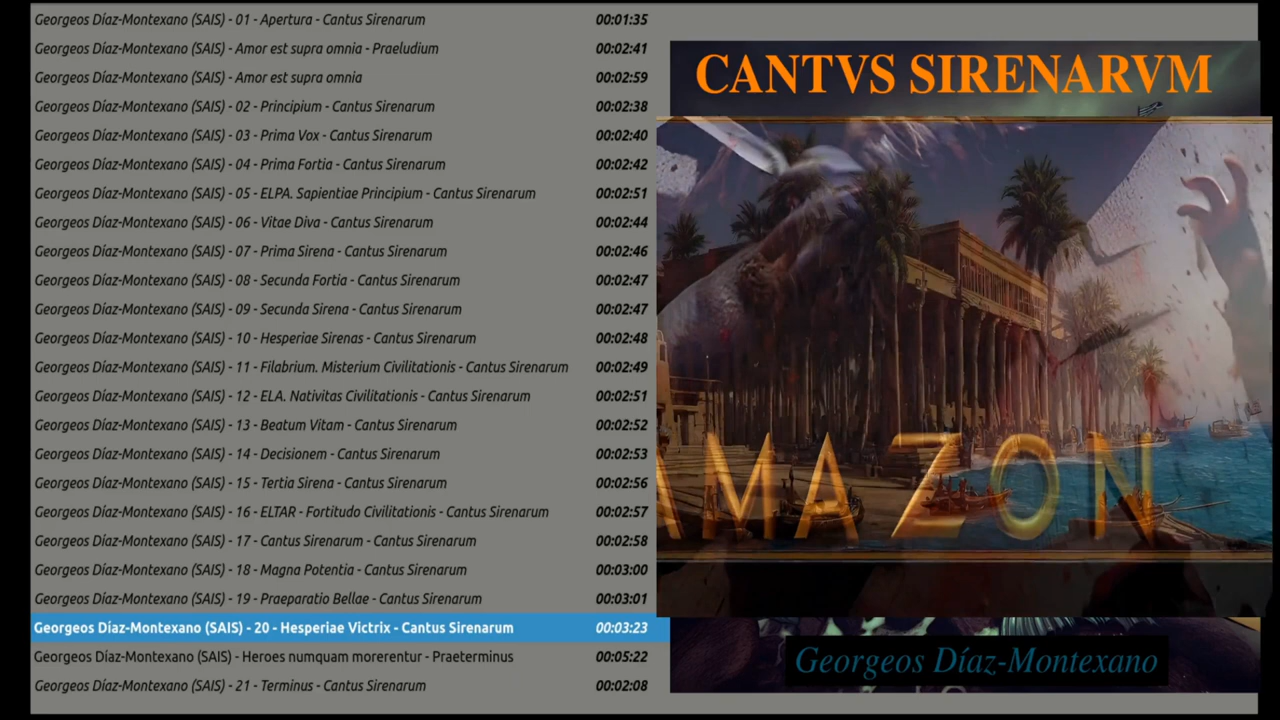 Georgeos Díaz-Montexano (SAIS) - 01 - Apertura - Cantus Sirenarum 00:01:35
Georgeos Díaz-Montexano (SAIS) - Amor est supra omnia - Praeludium 00:02:41
Georgeos Díaz-Montexano (SAIS) - Amor est supra omnia 00:02:59
Georgeos Díaz-Montexano (SAIS) - 02 - Principium - Cantus Sirenarum 00:02:38
Georgeos Díaz-Montexano (SAIS) - 03 - Prima Vox - Cantus Sirenarum 00:02:40
Georgeos Díaz-Montexano (SAIS) - 04 - Prima Fortia - Cantus Sirenarum 00:02:42
Georgeos Díaz-Montexano (SAIS) - 05 - ELPA. Sapientiae Principium - Cantus Sirenarum 00:02:51
Georgeos Díaz-Montexano (SAIS) - 06 - Vitae Diva - Cantus Sirenarum 00:02:44
Georgeos Díaz-Montexano (SAIS) - 07 - Prima Sirena - Cantus Sirenarum 00:02:46
Georgeos Díaz-Montexano (SAIS) - 08 - Secunda Fortia - Cantus Sirenarum 00:02:47
Georgeos Díaz-Montexano (SAIS) - 09 - Secunda Sirena - Cantus Sirenarum 00:02:47
Georgeos Díaz-Montexano (SAIS) - 10 - Hesperiae Sirenas - Cantus Sirenarum 00:02:48
Georgeos Díaz-Montexano (SAIS) - 11 - Filabrium. Misterium Civilitationis - Cantus Sirenarum 00:02:49
Georgeos Díaz-Montexano (SAIS) - 12 - ELA. Nativitas Civilitationis - Cantus Sirenarum 00:02:51
Georgeos Díaz-Montexano (SAIS) - 13 - Beatum Vitam - Cantus Sirenarum 00:02:52
Georgeos Díaz-Montexano (SAIS) - 14 - Decisionem - Cantus Sirenarum 00:02:53
Georgeos Díaz-Montexano (SAIS) - 15 - Tertia Sirena - Cantus Sirenarum 00:02:56
Georgeos Díaz-Montexano (SAIS) - 16 - ELTAR - Fortitudo Civilitationis - Cantus Sirenarum 00:02:57
Georgeos Díaz-Montexano (SAIS) - 17 - Cantus Sirenarum - Cantus Sirenarum 00:02:58
Georgeos Díaz-Montexano (SAIS) - 18 - Magna Potentia - Cantus Sirenarum 00:03:00
Georgeos Díaz-Montexano (SAIS) - 19 - Praeparatio Bellae - Cantus Sirenarum 00:03:01
Georgeos Díaz-Montexano (SAIS) - 20 - Hesperiae Victrix - Cantus Sirenarum 00:03:23
Georgeos Díaz-Montexano (SAIS) - Heroes numquam morerentur - Praeterminus 00:05:22
Georgeos Díaz-Montexano (SAIS) - 21 - Terminus - Cantus Sirenarum 00:02:08
CANTVS SIRENARVM
AMAZON
Georgeos Díaz-Montexano